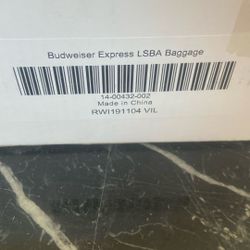 Budweiser Express LSBA Baggage
14-00432-002
Made in China
RWI191104 VIL